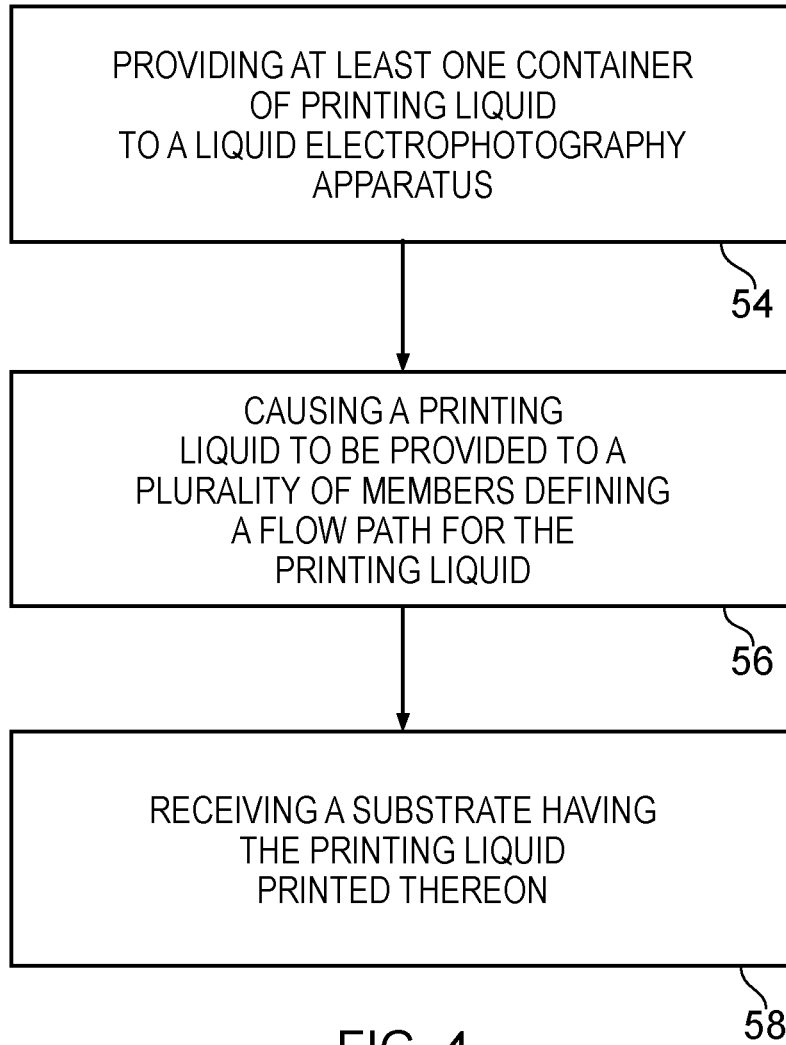 PROVIDING AT LEAST ONE CONTAINER
OF PRINTING LIQUID
TO A LIQUID ELECTROPHOTOGRAPHY
APPARATUS
54
CAUSING A PRINTING
LIQUID TO BE PROVIDED TO A
PLURALITY OF MEMBERS DEFINING
A FLOW PATH FOR THE
PRINTING LIQUID
56
RECEIVING A SUBSTRATE HAVING
THE PRINTING LIQUID
PRINTED THEREON
58
FIG. 4